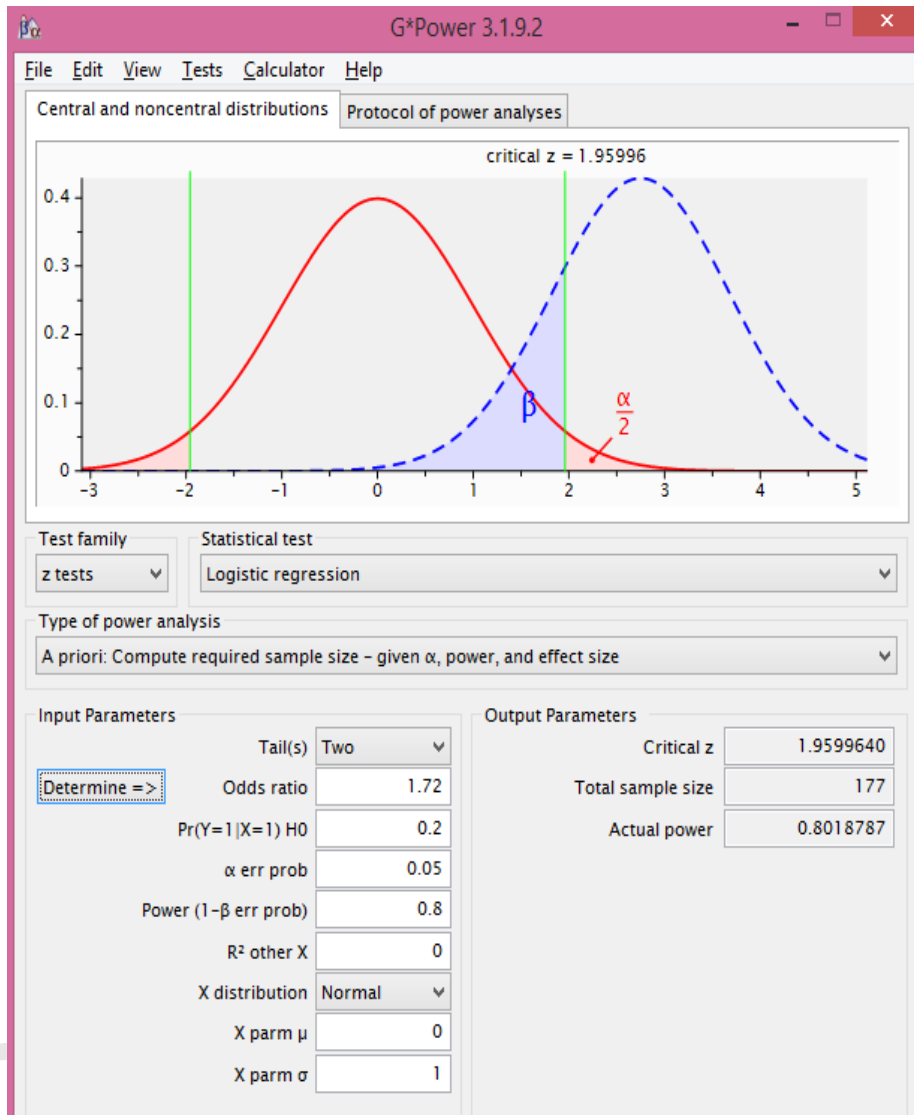 βα G*Power 3.1.9.2
File Edit View Tests Calculator Help
Central and noncentral distributions Protocol of power analyses
critical z = 1.95996
0.4
0.3
0.2
0.1
0
β
α
2
-3 -2 -1 0 1 2 3 4 5
Test family Statistical test
z tests Logistic regression
Type of power analysis
A priori: Compute required sample size – given α, power, and effect size
Input Parameters Output Parameters
Tail(s) Two Critical z 1.9599640
Determine => Odds ratio 1.72 Total sample size 177
Pr(Y=1|X=1) H0 0.2 Actual power 0.8018787
α err prob 0.05
Power (1-β err prob) 0.8
R² other X 0
X distribution Normal
X parm μ 0
X parm σ 1